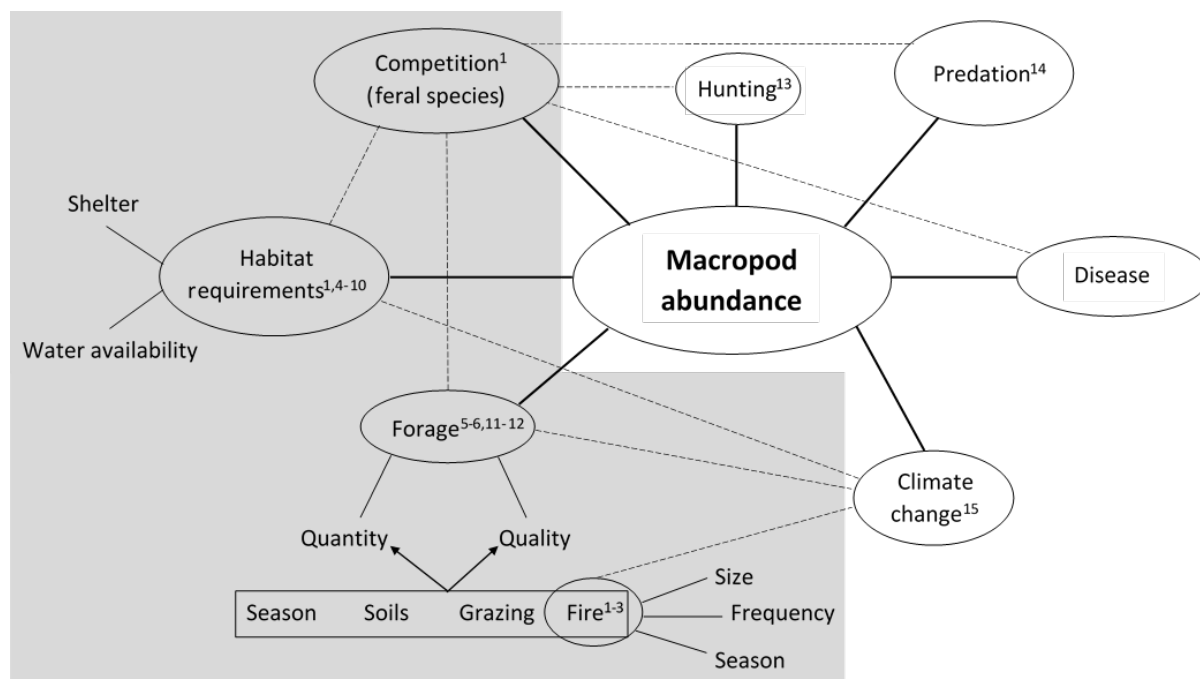 Competition¹
(feral species)
Hunting¹³
Predation¹⁴
Shelter
Habitat
requirements¹,⁴⁻¹⁰
Water availability
Macropod
abundance
Disease
Forage⁵⁻⁶,¹¹⁻¹²
Climate
change¹⁵
Quantity
Quality
Season Soils Grazing Fire¹⁻³
Size
Frequency
Season